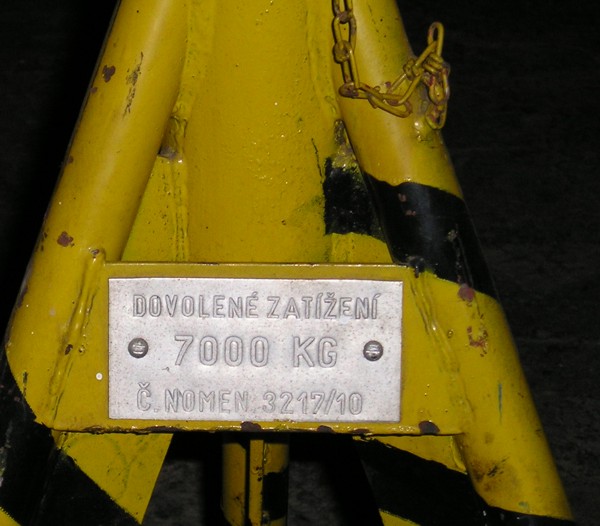 DOVOLENÉ ZATÍŽENÍ
7000 KG
Č. NOMEN. 3217/10